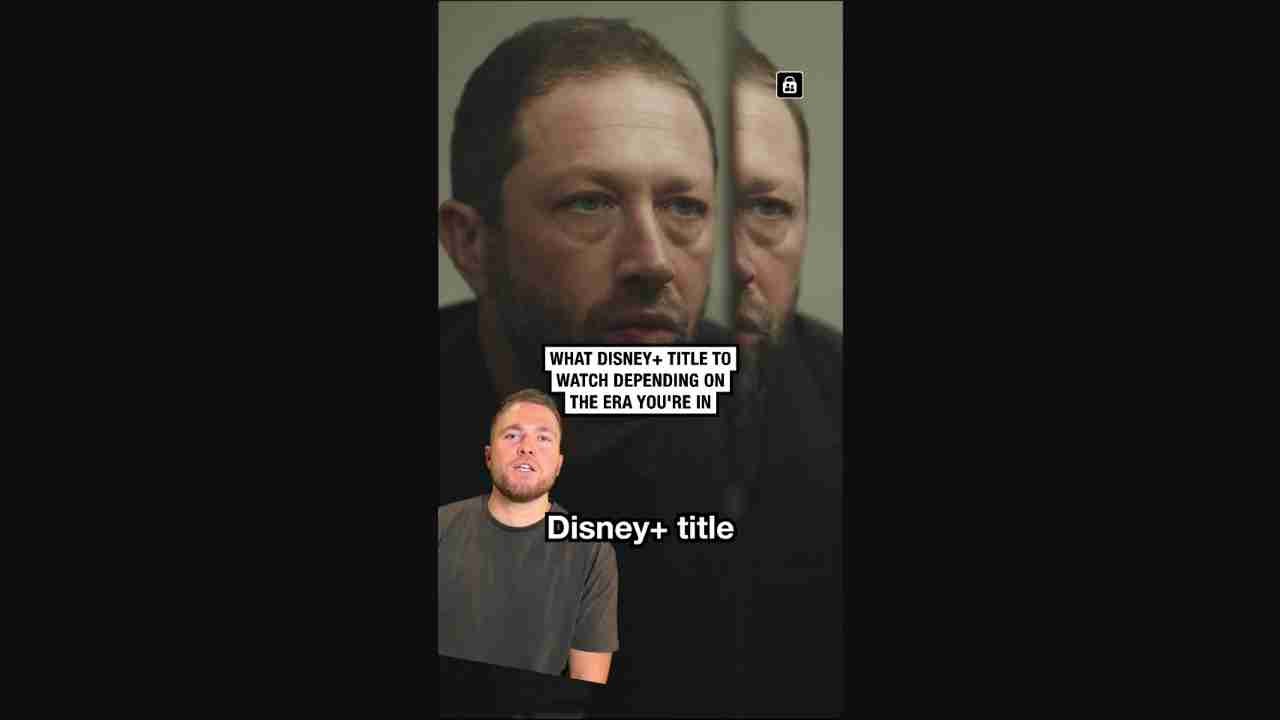 WHAT DISNEY+ TITLE TO
WATCH DEPENDING ON
THE ERA YOU'RE IN
Disney+ title